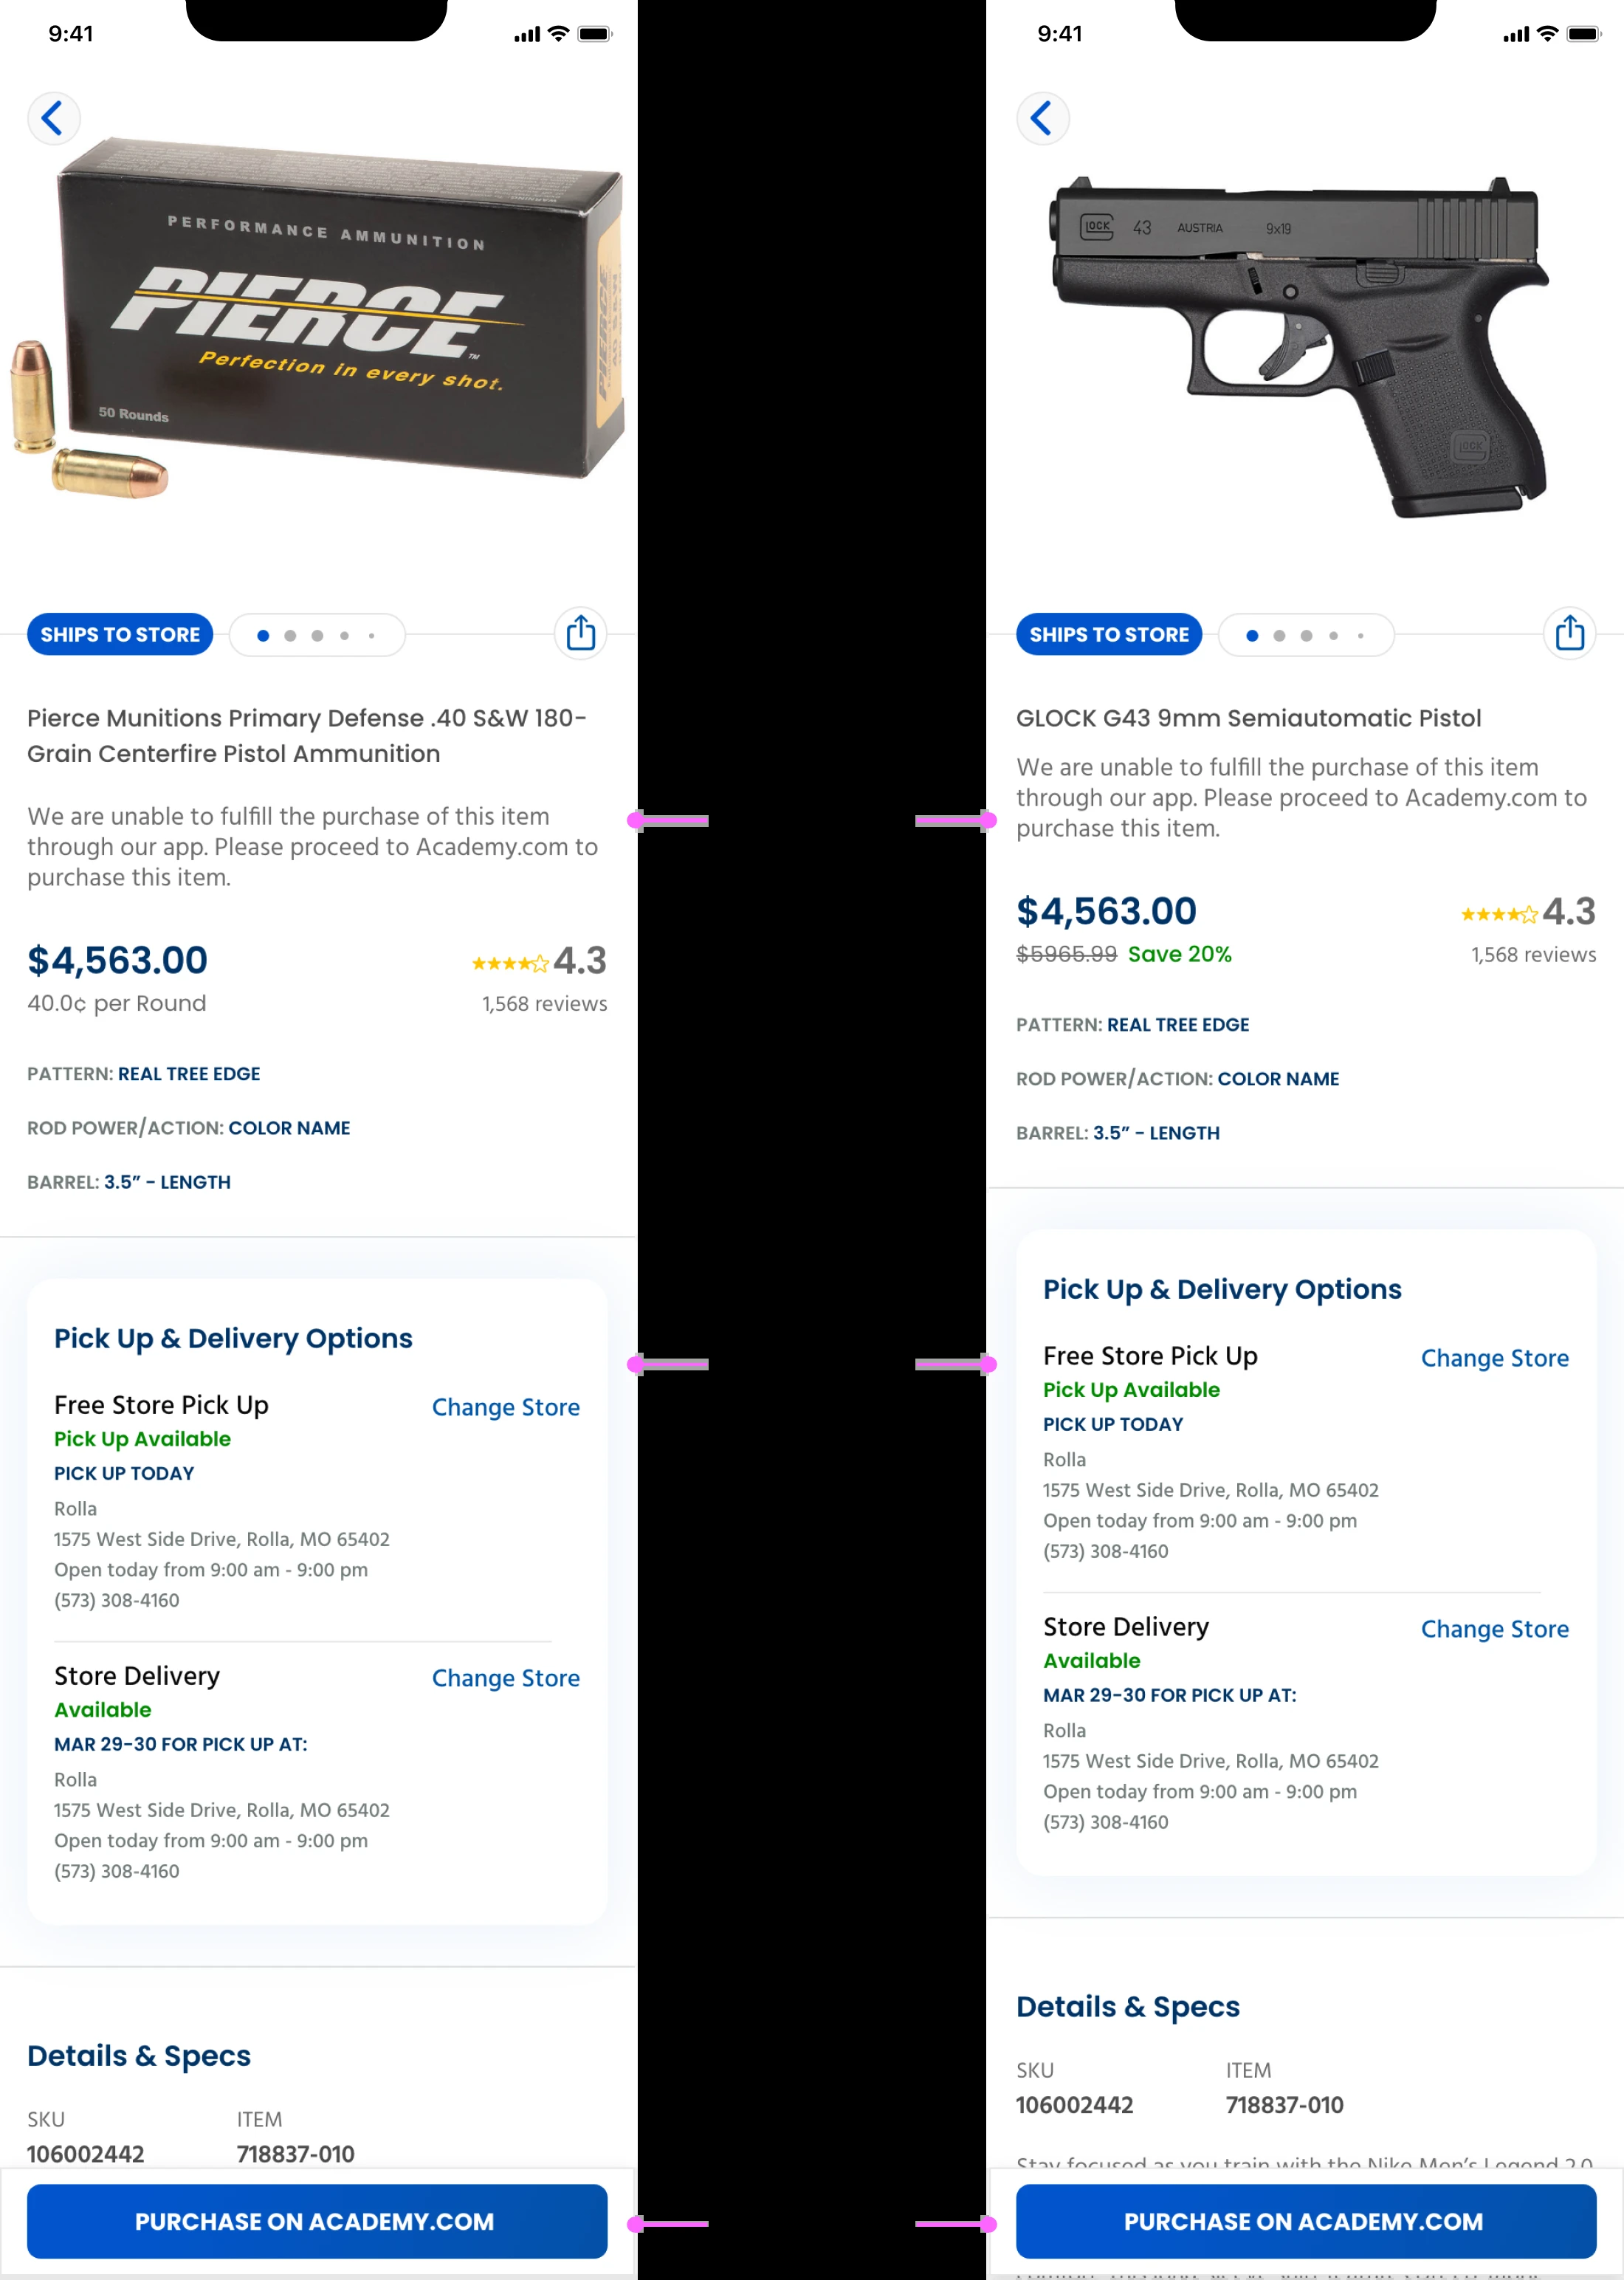 9:41
PERFORMANCE AMMUNITION
PIERCE™
Perfection in every shot.
50 Rounds
SHIPS TO STORE
Pierce Munitions Primary Defense .40 S&W 180-
Grain Centerfire Pistol Ammunition
We are unable to fulfill the purchase of this item
through our app. Please proceed to Academy.com to
purchase this item.
$4,563.00
4.3
40.0¢ per Round
1,568 reviews
PATTERN: REAL TREE EDGE
ROD POWER/ACTION: COLOR NAME
BARREL: 3.5” - LENGTH
Pick Up & Delivery Options
Free Store Pick Up
Change Store
Pick Up Available
PICK UP TODAY
Rolla
1575 West Side Drive, Rolla, MO 65402
Open today from 9:00 am - 9:00 pm
(573) 308-4160
Store Delivery
Change Store
Available
MAR 29-30 FOR PICK UP AT:
Rolla
1575 West Side Drive, Rolla, MO 65402
Open today from 9:00 am - 9:00 pm
(573) 308-4160
Details & Specs
SKU
ITEM
106002442
718837-010
PURCHASE ON ACADEMY.COM
9:41
GLOCK 43 AUSTRIA 9x19
GLOCK
SHIPS TO STORE
GLOCK G43 9mm Semiautomatic Pistol
We are unable to fulfill the purchase of this item
through our app. Please proceed to Academy.com to
purchase this item.
$4,563.00
4.3
$5965.99 Save 20%
1,568 reviews
PATTERN: REAL TREE EDGE
ROD POWER/ACTION: COLOR NAME
BARREL: 3.5” - LENGTH
Pick Up & Delivery Options
Free Store Pick Up
Change Store
Pick Up Available
PICK UP TODAY
Rolla
1575 West Side Drive, Rolla, MO 65402
Open today from 9:00 am - 9:00 pm
(573) 308-4160
Store Delivery
Change Store
Available
MAR 29-30 FOR PICK UP AT:
Rolla
1575 West Side Drive, Rolla, MO 65402
Open today from 9:00 am - 9:00 pm
(573) 308-4160
Details & Specs
SKU
ITEM
106002442
718837-010
Stay focused as you train with the Nike Men’s Legend 2.0
PURCHASE ON ACADEMY.COM